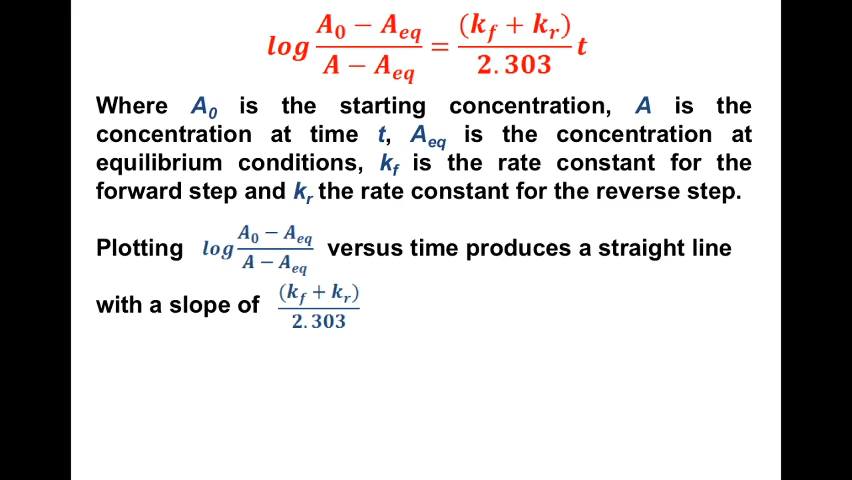 log (A₀ − A_eq)/(A − A_eq) = (k_f + k_r)/2.303 t
Where A₀ is the starting concentration, A is the
concentration at time t, A_eq is the concentration at
equilibrium conditions, k_f is the rate constant for the
forward step and k_r the rate constant for the reverse step.
Plotting log (A₀ − A_eq)/(A − A_eq) versus time produces a straight line
with a slope of (k_f + k_r)/2.303